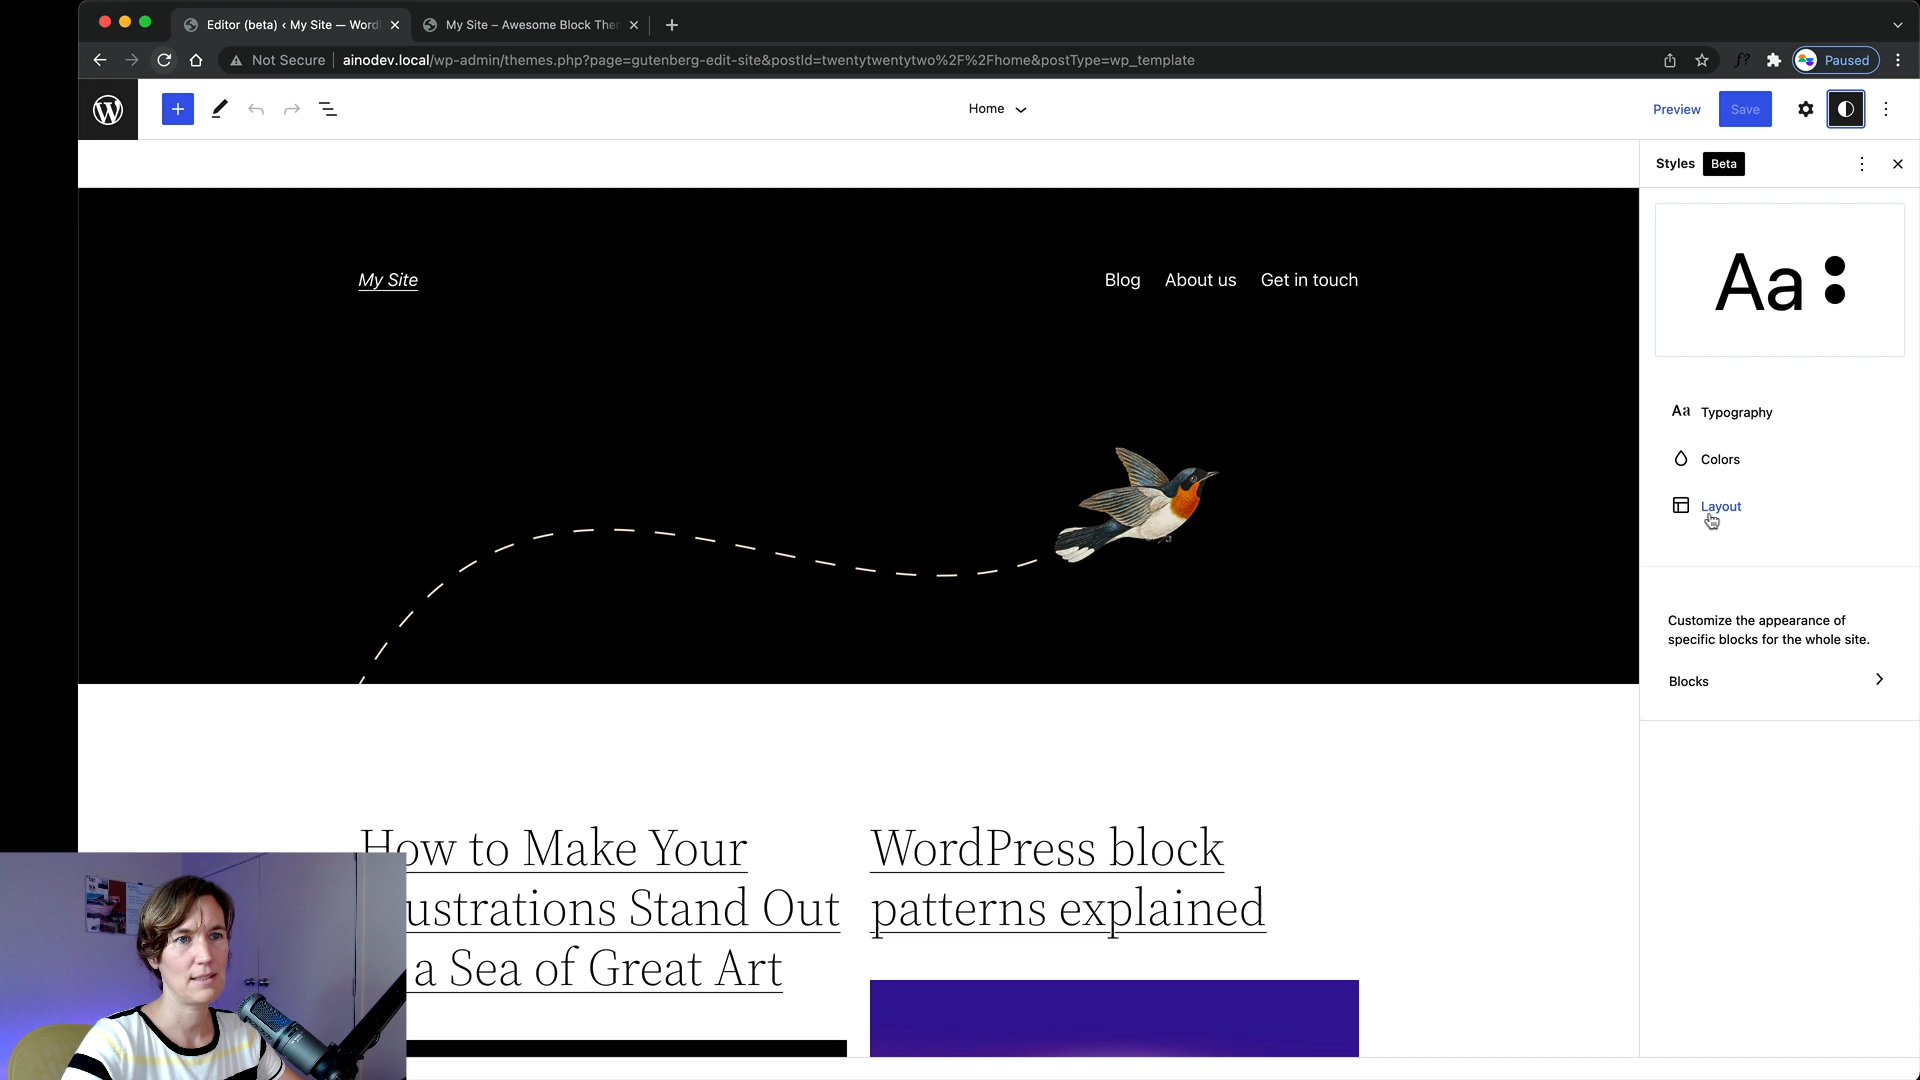 Editor (beta) ‹ My Site — Word
My Site – Awesome Block The
Not Secure
ainodev.local/wp-admin/themes.php?page=gutenberg-edit-site&postId=twentytwentytwo%2F%2Fhome&postType=wp_template
f?
Paused
Home
Preview
Save
Styles
Beta
Aa
Aa Typography
Colors
Layout
Customize the appearance of
specific blocks for the whole site.
Blocks
My Site
Blog
About us
Get in touch
How to Make Your
ustrations Stand Out
a Sea of Great Art
WordPress block
patterns explained